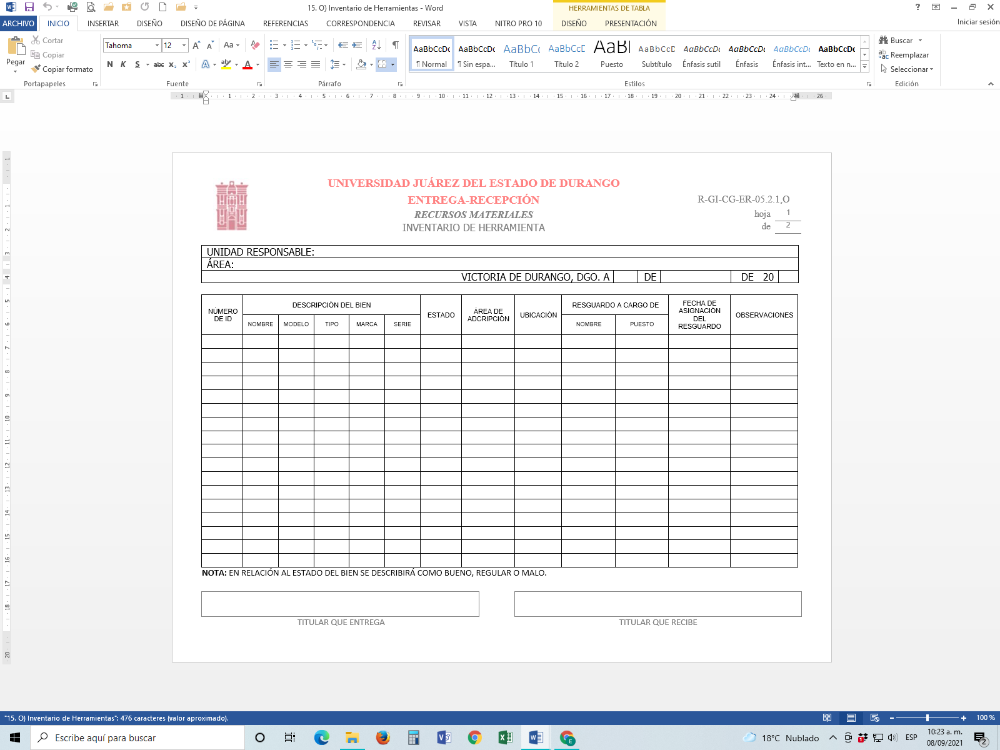 15. O) Inventario de Herramientas - Word
HERRAMIENTAS DE TABLA
?
ARCHIVO INICIO INSERTAR DISEÑO DISEÑO DE PÁGINA REFERENCIAS CORRESPONDENCIA REVISAR VISTA NITRO PRO 10 DISEÑO PRESENTACIÓN Iniciar sesión
Pegar
Cortar
Copiar
Copiar formato
Portapapeles
Tahoma 12
N K S abc x₂ x²
Fuente
Párrafo
AaBbCcDc AaBbCcDc AaBbC( AaBbCcD AaBl AaBbCcD AaBbCcDc AaBbCcDc AaBbCcDc AaBbCcDc
¶ Normal ¶ Sin espa... Título 1 Título 2 Puesto Subtítulo Énfasis sutil Énfasis Énfasis int... Texto en n...
Estilos
Buscar
Reemplazar
Seleccionar
Edición
1 1 2 3 4 5 6 7 8 9 10 11 12 13 14 15 16 17 18 19 20 21 22 23 24 26
UNIVERSIDAD JUÁREZ DEL ESTADO DE DURANGO
ENTREGA-RECEPCIÓN
RECURSOS MATERIALES
INVENTARIO DE HERRAMIENTA
R-GI-CG-ER-05.2.1,O
hoja 1
de 2
UNIDAD RESPONSABLE:
ÁREA:
VICTORIA DE DURANGO, DGO. A DE DE 20
NÚMERO DE ID
DESCRIPCIÓN DEL BIEN
NOMBRE MODELO TIPO MARCA SERIE
ESTADO
ÁREA DE ADCRIPCIÓN
UBICACIÓN
RESGUARDO A CARGO DE
NOMBRE PUESTO
FECHA DE ASIGNACIÓN DEL RESGUARDO
OBSERVACIONES
NOTA: EN RELACIÓN AL ESTADO DEL BIEN SE DESCRIBIRÁ COMO BUENO, REGULAR O MALO.
TITULAR QUE ENTREGA
TITULAR QUE RECIBE
"15. O) Inventario de Herramientas": 476 caracteres (valor aproximado).
100 %
Escribe aquí para buscar
18°C Nublado
ESP
10:23 a. m.
08/09/2021
2